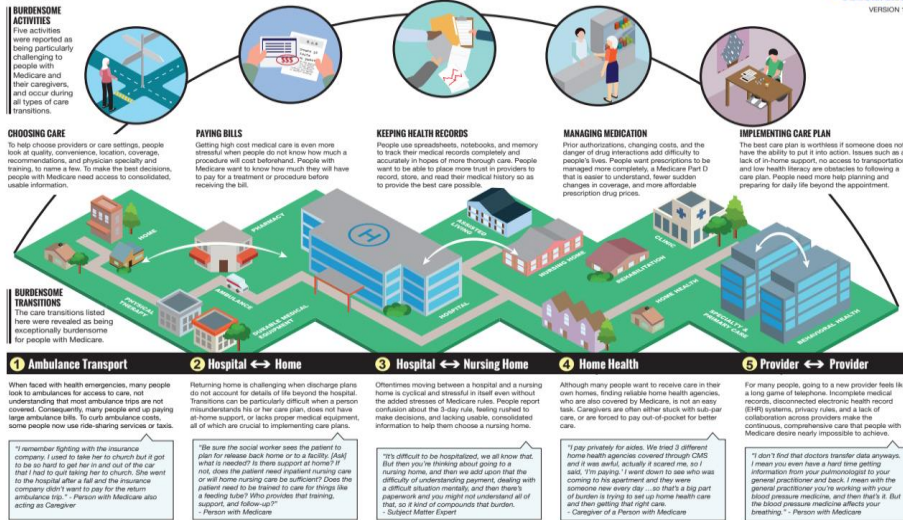 BURDENSOME
ACTIVITIES
Five activities
were reported as
being particularly
challenging to
people with
Medicare and
their caregivers,
and occur during
all types of care
transitions.
VERSION
CHOOSING CARE
To help choose providers or care settings, people
look at quality, convenience, location, coverage,
recommendations, and physician specialty and
training, to name a few. To make the best decisions,
people with Medicare need access to consolidated,
usable information.
PAYING BILLS
Getting high cost medical care is even more
stressful when people do not know how much a
procedure will cost beforehand. People with
Medicare want to know how much they will have
to pay for a treatment or procedure before
receiving the bill.
$$$
KEEPING HEALTH RECORDS
People use spreadsheets, notebooks, and memory
to track their medical records completely and
accurately in hopes of more thorough care. People
want to be able to place more trust in providers to
record, store, and read their medical history so as
to provide the best care possible.
MANAGING MEDICATION
Prior authorizations, changing costs, and the
danger of drug interactions add difficulty to
people's lives. People want prescriptions to be
managed more completely, a Medicare Part D
that is easier to understand, fewer sudden
changes in coverage, and more affordable
prescription drug prices.
IMPLEMENTING CARE PLAN
The best care plan is worthless if someone does not
have the ability to put it into action. Issues such as a
lack of in-home support, no access to transportation
and low health literacy are obstacles to following a
care plan. People need more help planning and
preparing for daily life beyond the appointment.
HOME
PHARMACY
PHYSICAL
THERAPY
AMBULANCE
DURABLE MEDICAL
EQUIPMENT
H
HOSPITAL
ASSISTED
LIVING
NURSING HOME
REHABILITATION
CLINIC
HOME HEALTH
SPECIALTY &
PRIMARY CARE
BEHAVIORAL HEALTH
BURDENSOME
TRANSITIONS
The care transitions listed
here were revealed as being
exceptionally burdensome
for people with Medicare.
1 Ambulance Transport
When faced with health emergencies, many people
look to ambulances for access to care, not
understanding that most ambulance trips are not
covered. Consequently, many people end up paying
large ambulance bills. To curb ambulance costs,
some people now use ride-sharing services or taxis.
"I remember fighting with the insurance
company. I used to take her to church but it got
to be so hard to get her in and out of the car
that I had to quit taking her to church. She went
to the hospital after a fall and the insurance
company didn't want to pay for the return
ambulance trip." - Person with Medicare also
acting as Caregiver
2 Hospital ↔ Home
Returning home is challenging when discharge plans
do not account for details of life beyond the hospital.
Transitions can be particularly difficult when a person
misunderstands his or her care plan, does not have
at-home support, or lacks proper medical equipment,
all of which are crucial to implementing care plans.
"Be sure the social worker sees the patient to
plan for release back home or to a facility. [Ask]
what is needed? Is there support at home? If
not, does the patient need inpatient nursing care
or will home nursing care be sufficient? Does the
patient need to be trained to care for things like
a feeding tube? Who provides that training,
support, and follow-up?"
- Person with Medicare
3 Hospital ↔ Nursing Home
Oftentimes moving between a hospital and a nursing
home is cyclical and stressful in itself even without
the added stresses of Medicare rules. People report
confusion about the 3-day rule, feeling rushed to
make decisions, and lacking usable, consolidated
information to help them choose a nursing home.
"It's difficult to be hospitalized, we all know that.
But then you're thinking about going to a
nursing home, and then we add upon that the
difficulty of understanding payment, dealing with
a difficult situation mentally, and then there's
paperwork and you might not understand all of
that, so it kind of compounds that burden.
- Subject Matter Expert
4 Home Health
Although many people want to receive care in their
own homes, finding reliable home health agencies,
who are also covered by Medicare, is not an easy
task. Caregivers are often either stuck with sub-par
care, or are forced to pay out-of-pocket for better
care.
"I pay privately for aides. We tried 3 different
home health agencies covered through CMS
and it was awful, actually it scared me, so I
said, 'I'm paying.' I went down to see who was
coming to his apartment and they were
someone new every day ...so that's a big part
of burden is trying to set up home health care
and then getting that right care.
- Caregiver of a Person with Medicare
5 Provider ↔ Provider
For many people, going to a new provider feels like
a long game of telephone. Incomplete medical
records, disconnected electronic health record
(EHR) systems, privacy rules, and a lack of
collaboration across providers make the
continuous, comprehensive care that people with
Medicare desire nearly impossible to achieve.
"I don't find that doctors transfer data anyways.
I mean you even have a hard time getting
information from your pulmonologist to your
general practitioner and back. I mean with the
general practitioner you're working with your
blood pressure medicine, and then that's it. But
the blood pressure medicine affects your
breathing." - Person with Medicare